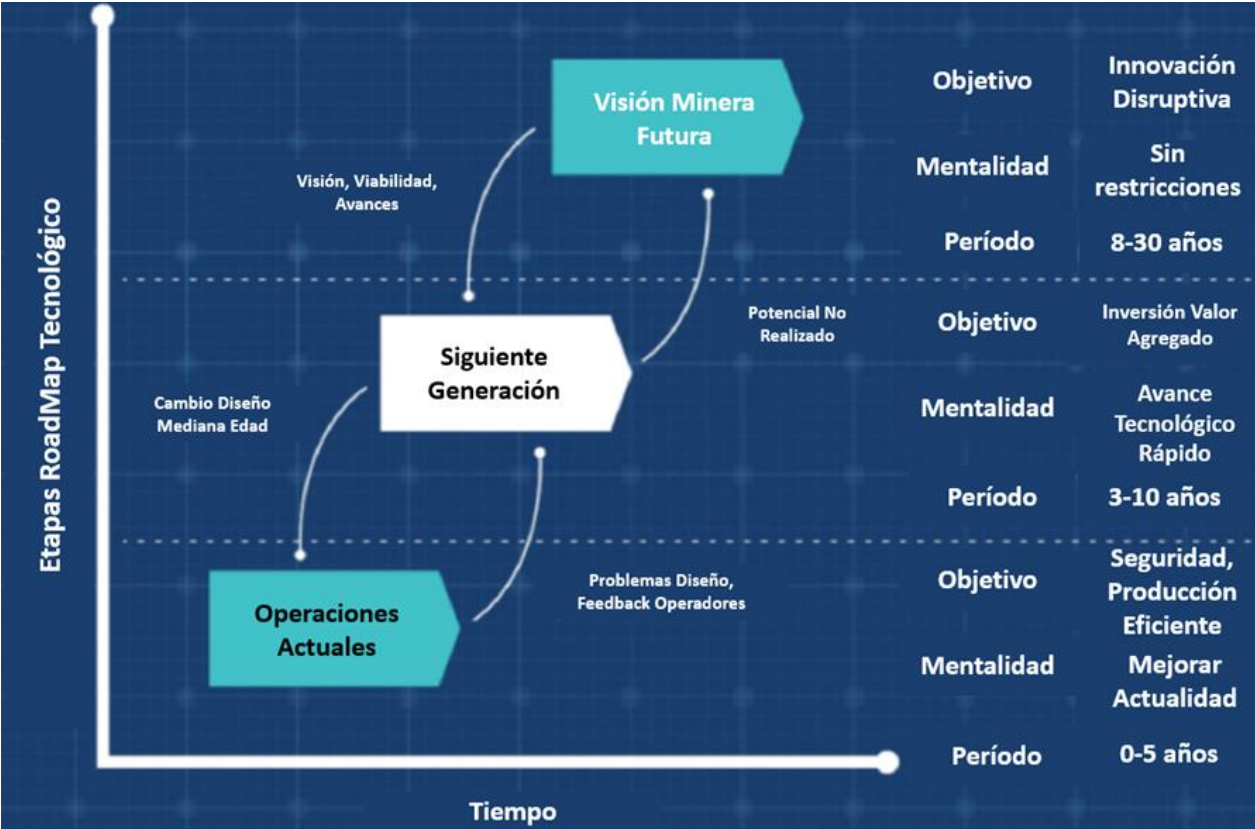 Etapas RoadMap Tecnológico
Visión Minera
Futura
Visión, Viabilidad,
Avances
Objetivo
Innovación
Disruptiva
Mentalidad
Sin
restricciones
Período
8-30 años
Siguiente
Generación
Potencial No
Realizado
Cambio Diseño
Mediana Edad
Objetivo
Inversión Valor
Agregado
Mentalidad
Avance
Tecnológico
Rápido
Período
3-10 años
Operaciones
Actuales
Problemas Diseño,
Feedback Operadores
Objetivo
Seguridad,
Producción
Eficiente
Mentalidad
Mejorar
Actualidad
Período
0-5 años
Tiempo